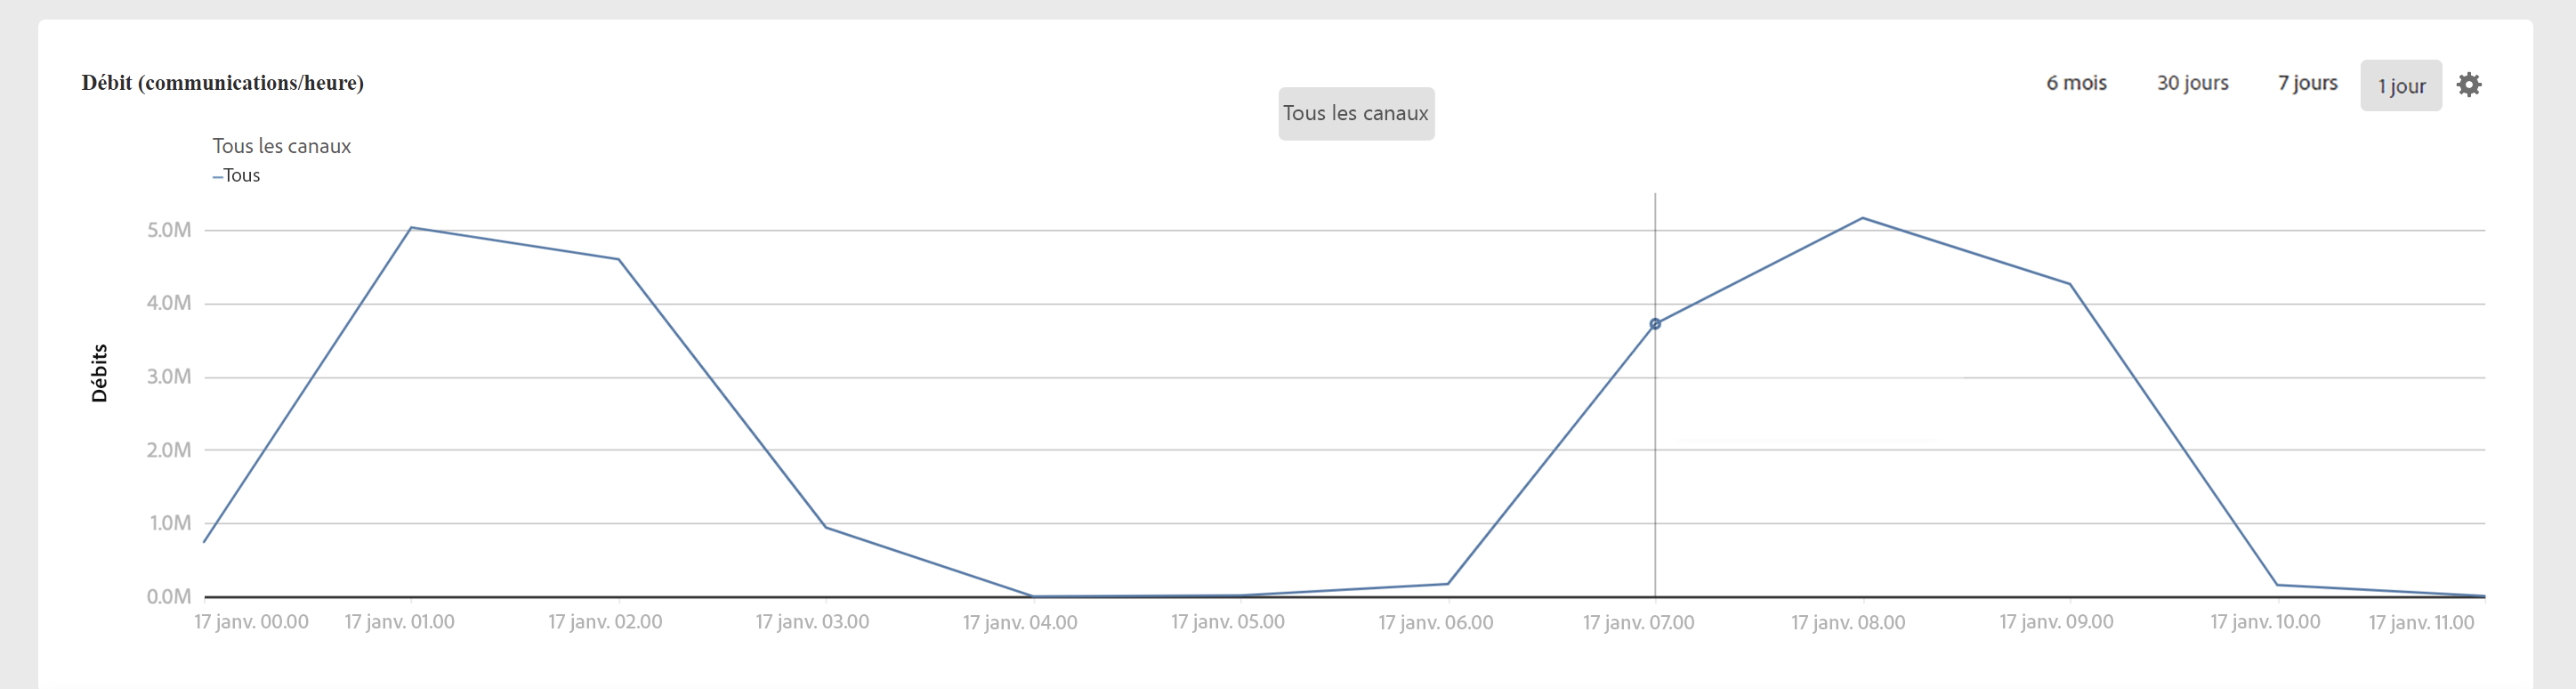 Débit (communications/heure)
6 mois 30 jours 7 jours 1 jour
Tous les canaux
Tous les canaux
–Tous
Débits
5.0M
4.0M
3.0M
2.0M
1.0M
0.0M
17 janv. 00.00 17 janv. 01.00 17 janv. 02.00 17 janv. 03.00 17 janv. 04.00 17 janv. 05.00 17 janv. 06.00 17 janv. 07.00 17 janv. 08.00 17 janv. 09.00 17 janv. 10.00 17 janv. 11.00